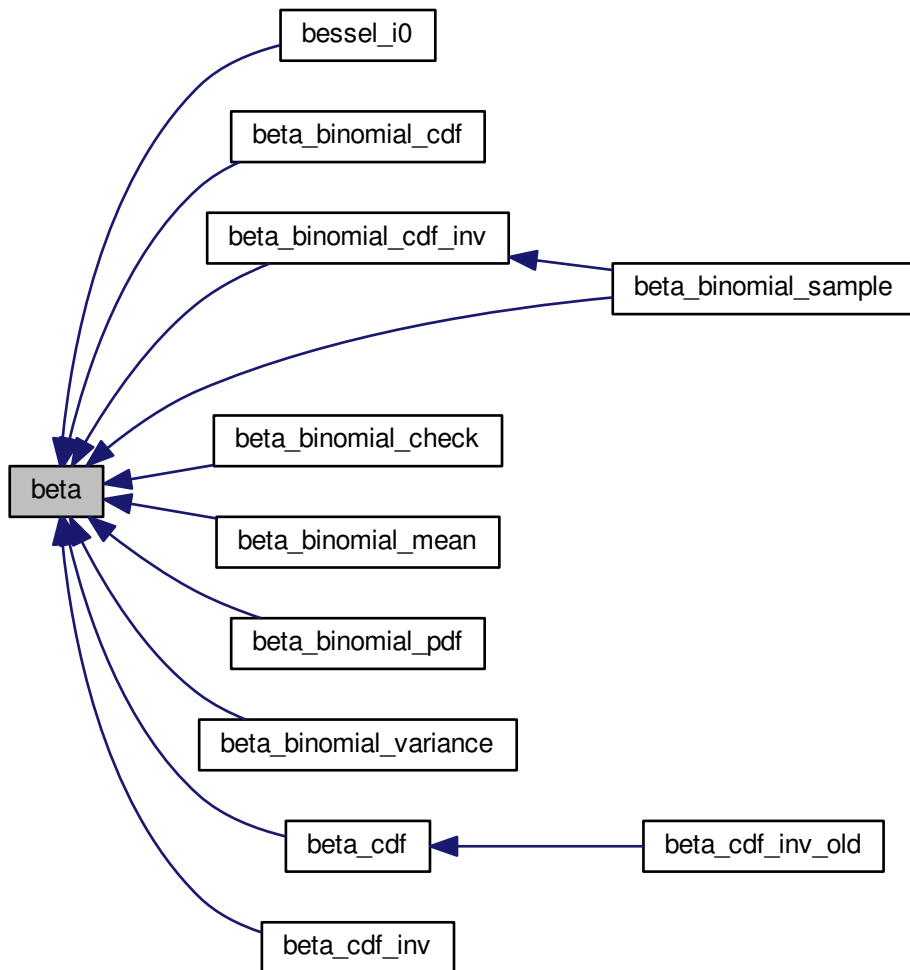 bessel_i0
beta_binomial_cdf
beta_binomial_cdf_inv
beta_binomial_sample
beta_binomial_check
beta
beta_binomial_mean
beta_binomial_pdf
beta_binomial_variance
beta_cdf
beta_cdf_inv_old
beta_cdf_inv